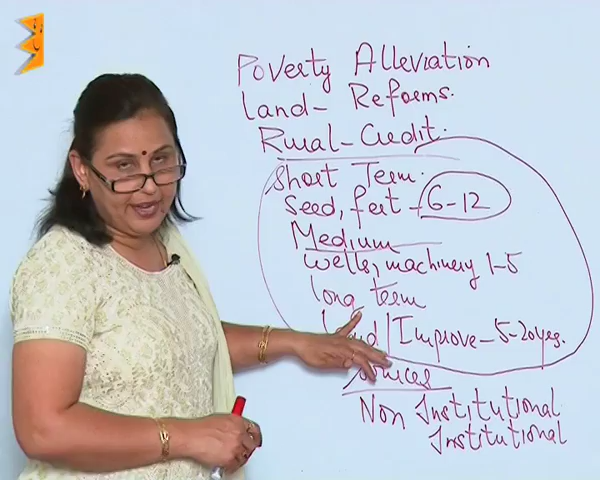 Poverty Alleviation
Land- Reforms.
Rural-Credit.
Short Term.
Seed, fert - 6-12
Medium
Wells, machinery 1-5
long term
Land/Improve-5-20yrs.
Sources
Non Institutional
Institutional